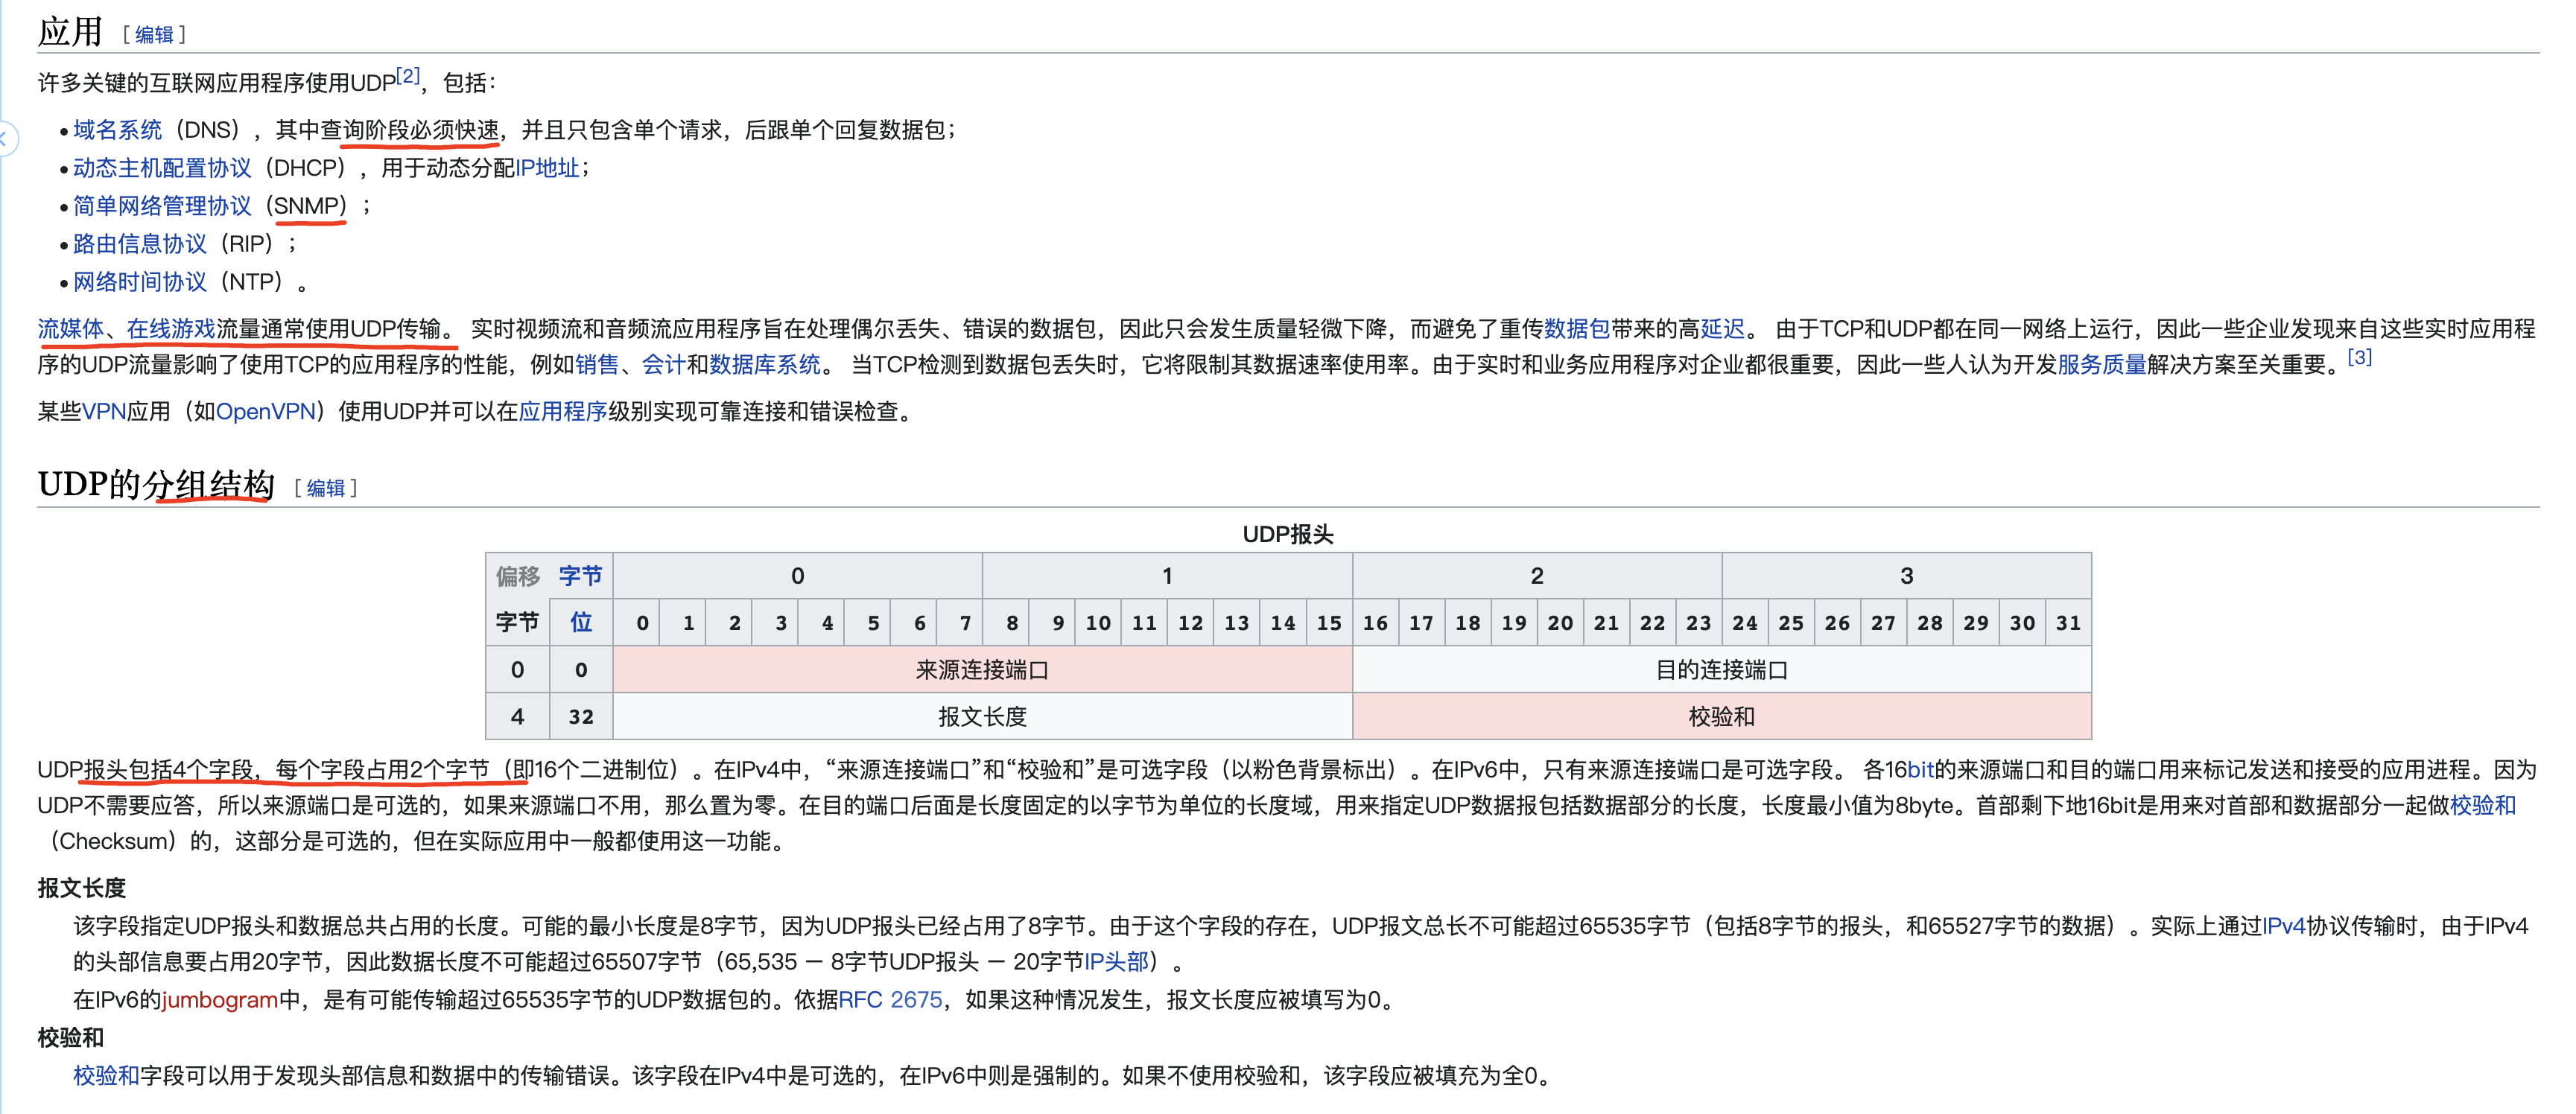 应用 [ 编辑 ]
许多关键的互联网应用程序使用UDP[2]，包括：
• 域名系统（DNS），其中查询阶段必须快速，并且只包含单个请求，后跟单个回复数据包；
• 动态主机配置协议（DHCP），用于动态分配IP地址；
• 简单网络管理协议（SNMP）；
• 路由信息协议（RIP）；
• 网络时间协议（NTP）。
流媒体、在线游戏流量通常使用UDP传输。 实时视频流和音频流应用程序旨在处理偶尔丢失、错误的数据包，因此只会发生质量轻微下降，而避免了重传数据包带来的高延迟。 由于TCP和UDP都在同一网络上运行，因此一些企业发现来自这些实时应用程
序的UDP流量影响了使用TCP的应用程序的性能，例如销售、会计和数据库系统。 当TCP检测到数据包丢失时，它将限制其数据速率使用率。由于实时和业务应用程序对企业都很重要，因此一些人认为开发服务质量解决方案至关重要。[3]
某些VPN应用（如OpenVPN）使用UDP并可以在应用程序级别实现可靠连接和错误检查。
UDP的分组结构 [ 编辑 ]
UDP报头
偏移 字节 0 1 2 3
字节 位 0 1 2 3 4 5 6 7 8 9 10 11 12 13 14 15 16 17 18 19 20 21 22 23 24 25 26 27 28 29 30 31
0 0 来源连接端口 目的连接端口
4 32 报文长度 校验和
UDP报头包括4个字段，每个字段占用2个字节（即16个二进制位）。在IPv4中，“来源连接端口”和“校验和”是可选字段（以粉色背景标出）。在IPv6中，只有来源连接端口是可选字段。 各16bit的来源端口和目的端口用来标记发送和接受的应用进程。因为
UDP不需要应答，所以来源端口是可选的，如果来源端口不用，那么置为零。在目的端口后面是长度固定的以字节为单位的长度域，用来指定UDP数据报包括数据部分的长度，长度最小值为8byte。首部剩下地16bit是用来对首部和数据部分一起做校验和
（Checksum）的，这部分是可选的，但在实际应用中一般都使用这一功能。
报文长度
该字段指定UDP报头和数据总共占用的长度。可能的最小长度是8字节，因为UDP报头已经占用了8字节。由于这个字段的存在，UDP报文总长不可能超过65535字节（包括8字节的报头，和65527字节的数据）。实际上通过IPv4协议传输时，由于IPv4
的头部信息要占用20字节，因此数据长度不可能超过65507字节（65,535 − 8字节UDP报头 − 20字节IP头部）。
在IPv6的jumbogram中，是有可能传输超过65535字节的UDP数据包的。依据RFC 2675，如果这种情况发生，报文长度应被填写为0。
校验和
校验和字段可以用于发现头部信息和数据中的传输错误。该字段在IPv4中是可选的，在IPv6中则是强制的。如果不使用校验和，该字段应被填充为全0。